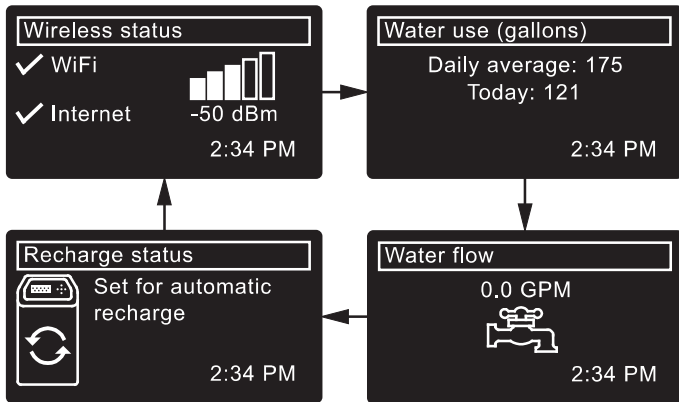 Wireless status
WiFi
Internet
-50 dBm
2:34 PM
Water use (gallons)
Daily average: 175
Today: 121
2:34 PM
Water flow
0.0 GPM
2:34 PM
Recharge status
Set for automatic
recharge
2:34 PM